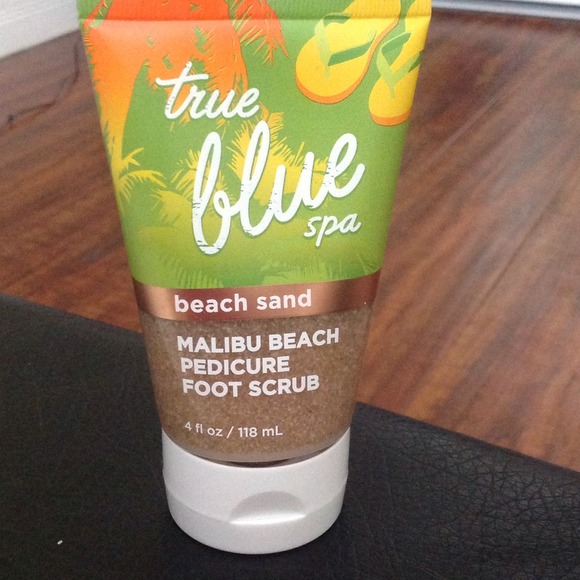 true
blue
spa
beach sand
MALIBU BEACH
PEDICURE
FOOT SCRUB
4 fl oz / 118 mL